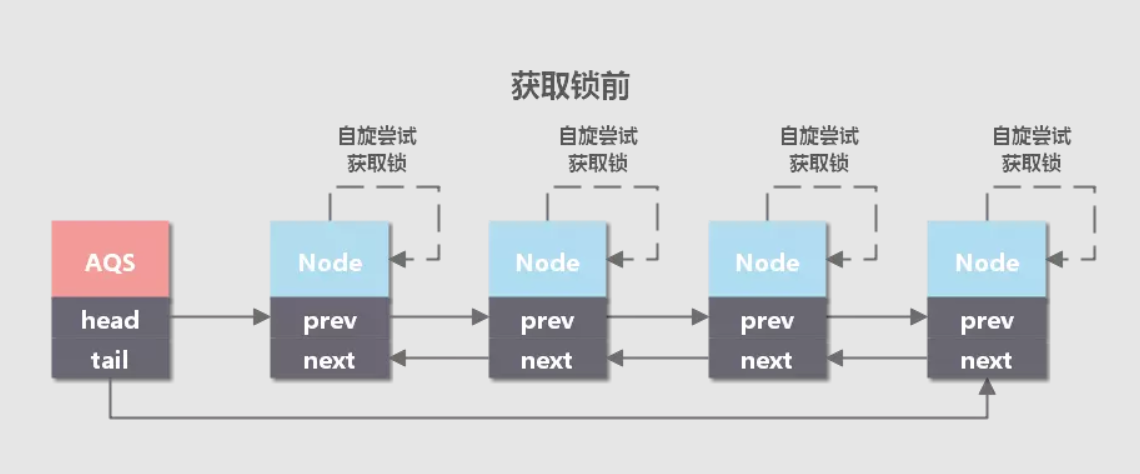 获取锁前
自旋尝试
获取锁
自旋尝试
获取锁
自旋尝试
获取锁
自旋尝试
获取锁
AQS
head
tail
Node
prev
next
Node
prev
next
Node
prev
next
Node
prev
next